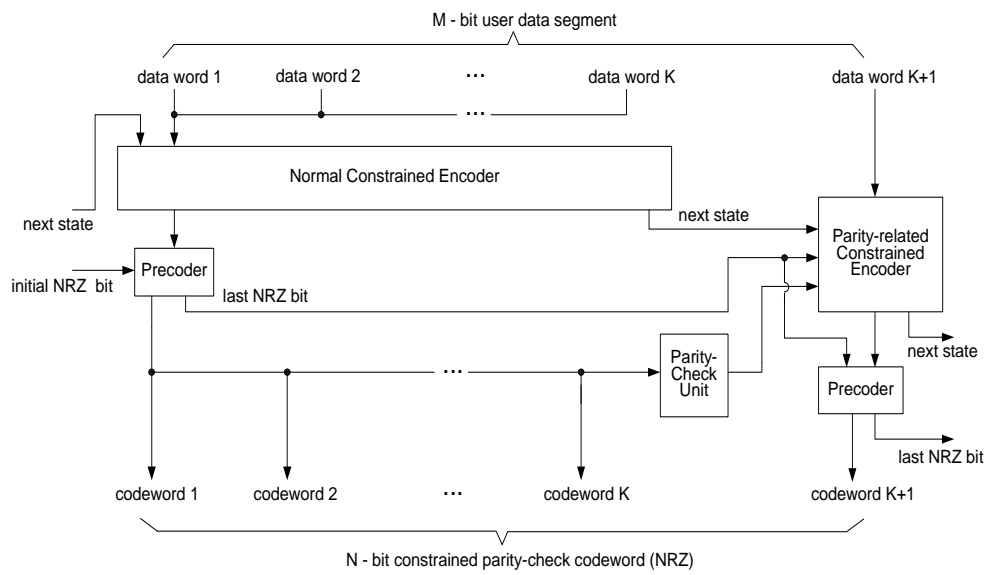 M - bit user data segment
data word 1
data word 2
...
data word K
data word K+1
...
Normal Constrained Encoder
next state
next state
Parity-related
Constrained
Encoder
Precoder
initial NRZ bit
last NRZ bit
next state
Parity-
Check
Unit
...
Precoder
last NRZ bit
codeword 1
codeword 2
...
codeword K
codeword K+1
N - bit constrained parity-check codeword (NRZ)